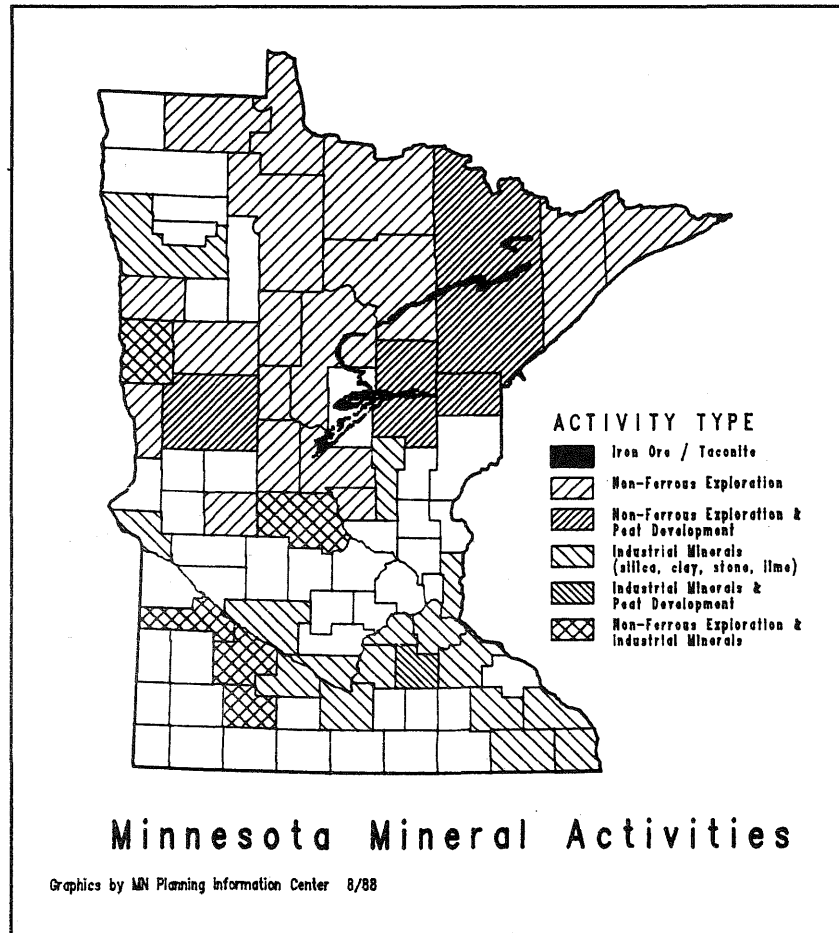 ACTIVITY TYPE
Iron Ore / Taconite
Non-Ferrous Exploration
Non-Ferrous Exploration &
Peat Development
Industrial Minerals
(silica, clay, stone, lime)
Industrial Minerals &
Peat Development
Non-Ferrous Exploration &
Industrial Minerals
Minnesota Mineral Activities
Graphics by MN Planning Information Center 8/88